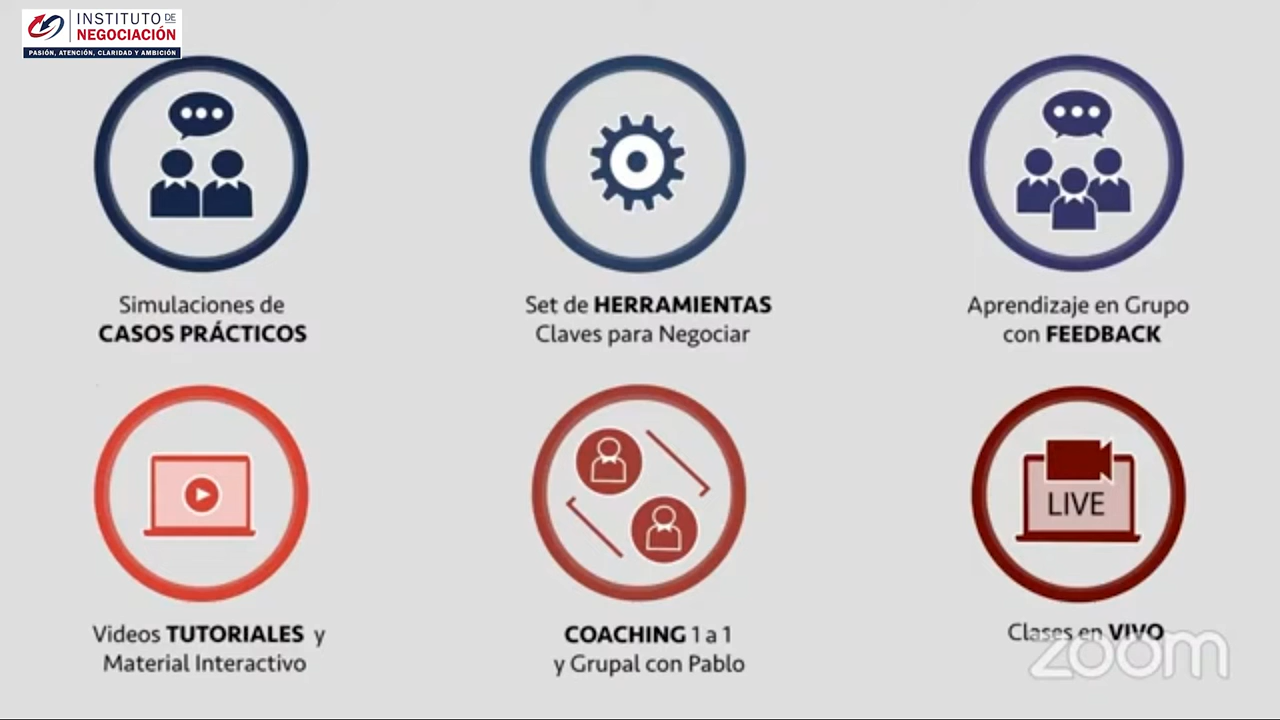 INSTITUTO DE
NEGOCIACIÓN
PASIÓN, ATENCIÓN, CLARIDAD Y AMBICIÓN
Simulaciones de
CASOS PRÁCTICOS
Set de HERRAMIENTAS
Claves para Negociar
Aprendizaje en Grupo
con FEEDBACK
Videos TUTORIALES y
Material Interactivo
COACHING 1 a 1
y Grupal con Pablo
LIVE
Clases en VIVO
zoom